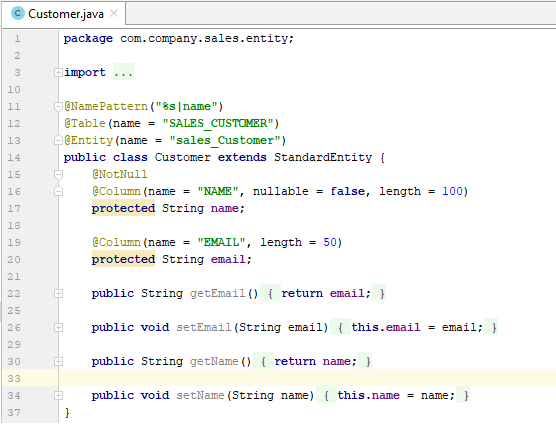 Customer.java
1 package com.company.sales.entity;
2
3 import ...
10
11 @NamePattern("%s|name")
12 @Table(name = "SALES_CUSTOMER")
13 @Entity(name = "sales_Customer")
14 public class Customer extends StandardEntity {
15 @NotNull
16 @Column(name = "NAME", nullable = false, length = 100)
17 protected String name;
18
19 @Column(name = "EMAIL", length = 50)
20 protected String email;
21
22 public String getEmail() { return email; }
25
26 public void setEmail(String email) { this.email = email; }
29
30 public String getName() { return name; }
33
34 public void setName(String name) { this.name = name; }
37 }